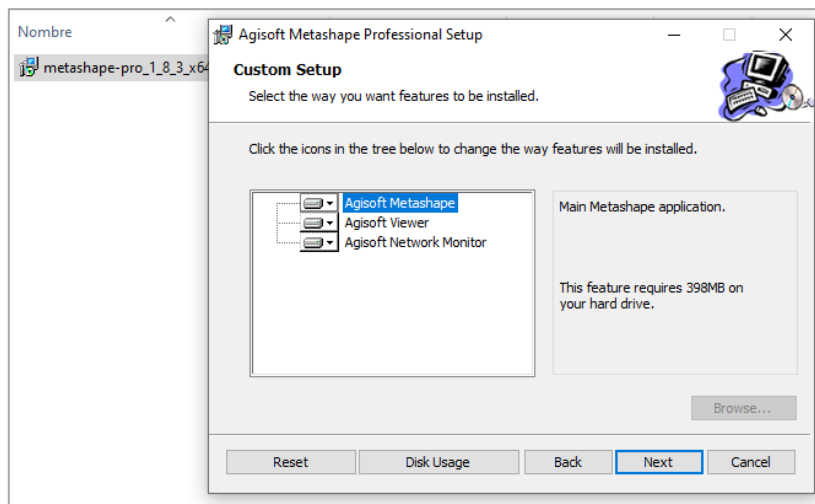 Nombre
metashape-pro_1_8_3_x64
Agisoft Metashape Professional Setup
Custom Setup
Select the way you want features to be installed.
Click the icons in the tree below to change the way features will be installed.
Agisoft Metashape
Agisoft Viewer
Agisoft Network Monitor
Main Metashape application.
This feature requires 398MB on
your hard drive.
Browse...
Reset
Disk Usage
Back
Next
Cancel